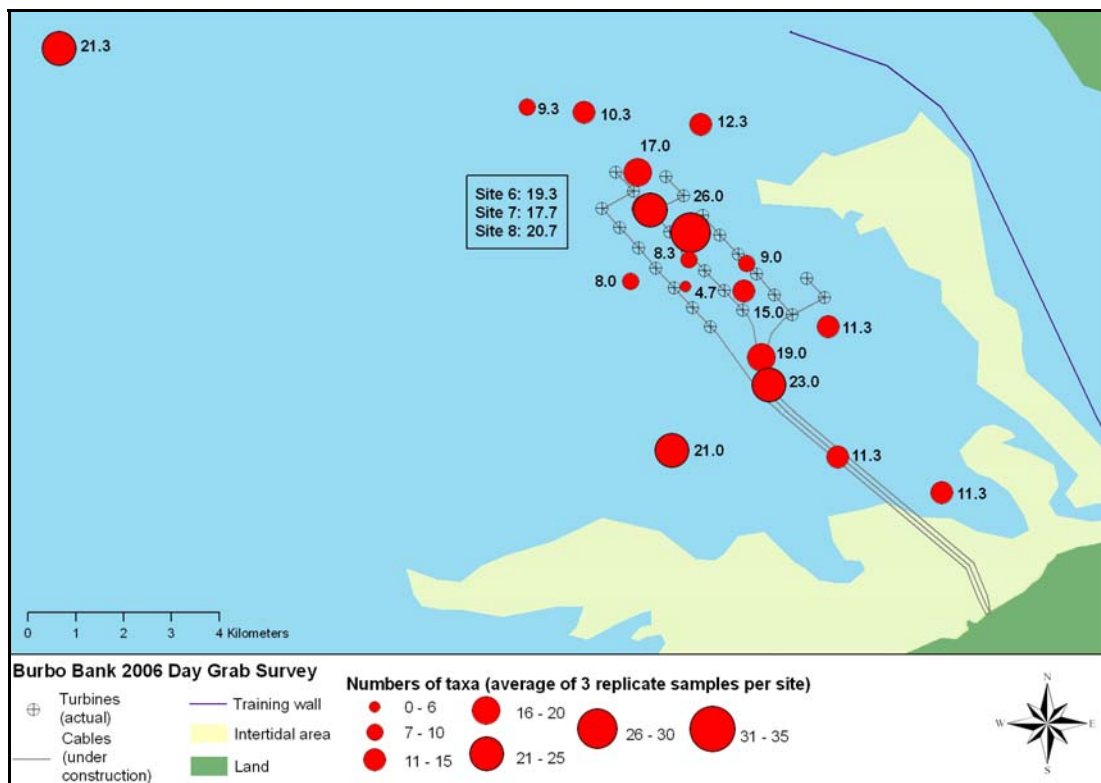 21.3
9.3
10.3
12.3
17.0
Site 6: 19.3
Site 7: 17.7
Site 8: 20.7
26.0
8.3
9.0
8.0
4.7
15.0
11.3
19.0
23.0
21.0
11.3
11.3
0 1 2 3 4 Kilometers
Burbo Bank 2006 Day Grab Survey
Turbines
(actual)
Cables
(under
construction)
Training wall
Intertidal area
Land
Numbers of taxa (average of 3 replicate samples per site)
0 - 6
7 - 10
11 - 15
16 - 20
21 - 25
26 - 30
31 - 35
N
W E
S